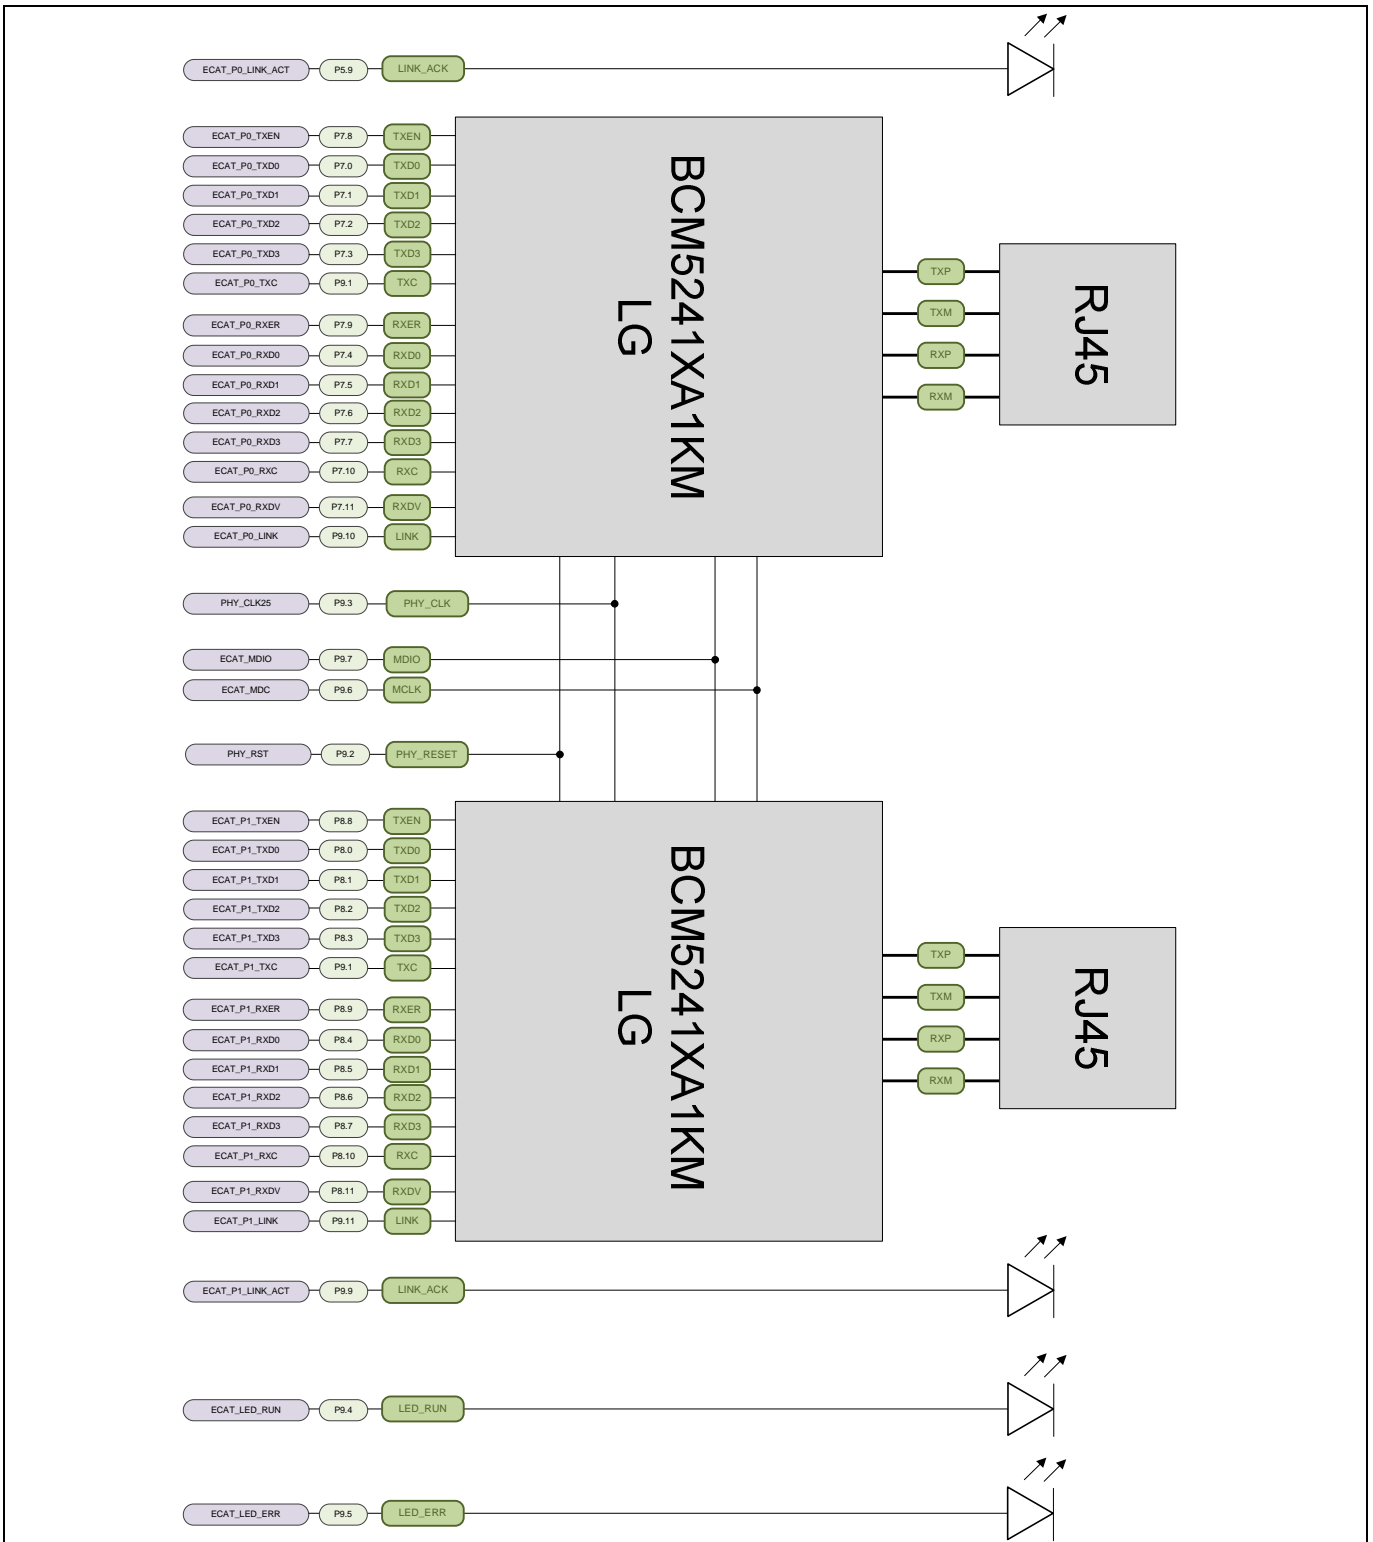 ECAT_P0_LINK_ACT P5.9 LINK_ACK
ECAT_P0_TXEN P7.8 TXEN
ECAT_P0_TXD0 P7.0 TXD0
ECAT_P0_TXD1 P7.1 TXD1
ECAT_P0_TXD2 P7.2 TXD2
ECAT_P0_TXD3 P7.3 TXD3
ECAT_P0_TXC P9.1 TXC
ECAT_P0_RXER P7.9 RXER
ECAT_P0_RXD0 P7.4 RXD0
ECAT_P0_RXD1 P7.5 RXD1
ECAT_P0_RXD2 P7.6 RXD2
ECAT_P0_RXD3 P7.7 RXD3
ECAT_P0_RXC P7.10 RXC
ECAT_P0_RXDV P7.11 RXDV
ECAT_P0_LINK P9.10 LINK
BCM5241XA1KM
LG
TXP
TXM
RXP
RXM
RJ45
PHY_CLK25 P9.3 PHY_CLK
ECAT_MDIO P9.7 MDIO
ECAT_MDC P9.6 MCLK
PHY_RST P9.2 PHY_RESET
ECAT_P1_TXEN P8.8 TXEN
ECAT_P1_TXD0 P8.0 TXD0
ECAT_P1_TXD1 P8.1 TXD1
ECAT_P1_TXD2 P8.2 TXD2
ECAT_P1_TXD3 P8.3 TXD3
ECAT_P1_TXC P9.1 TXC
ECAT_P1_RXER P8.9 RXER
ECAT_P1_RXD0 P8.4 RXD0
ECAT_P1_RXD1 P8.5 RXD1
ECAT_P1_RXD2 P8.6 RXD2
ECAT_P1_RXD3 P8.7 RXD3
ECAT_P1_RXC P8.10 RXC
ECAT_P1_RXDV P8.11 RXDV
ECAT_P1_LINK P9.11 LINK
BCM5241XA1KM
LG
TXP
TXM
RXP
RXM
RJ45
ECAT_P1_LINK_ACT P9.9 LINK_ACK
ECAT_LED_RUN P9.4 LED_RUN
ECAT_LED_ERR P9.5 LED_ERR